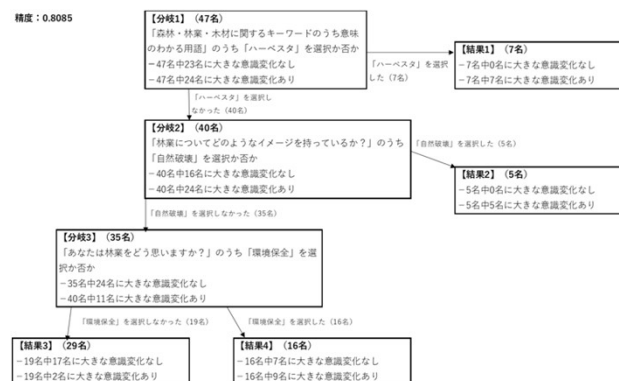 精度：0.8085
【分岐1】（47名）
「森林・林業・木材に関するキーワードのうち意味
のわかる用語」のうち「ハーベスタ」を選択か否か
－47名中23名に大きな意識変化なし
－47名中24名に大きな意識変化あり
「ハーベスタ」を選択
した（7名）
【結果1】（7名）
－7名中0名に大きな意識変化なし
－7名中7名に大きな意識変化あり
「ハーベスタ」を選択し
なかった（40名）
【分岐2】（40名）
「林業についてどのようなイメージを持っているか？」のうち
「自然破壊」を選択か否か
－40名中16名に大きな意識変化なし
－40名中24名に大きな意識変化あり
「自然破壊」を選択した（5名）
【結果2】（5名）
－5名中0名に大きな意識変化なし
－5名中5名に大きな意識変化あり
「自然破壊」を選択しなかった（35名）
【分岐3】（35名）
「あなたは林業をどう思いますか？」のうち「環境保全」を選
択か否か
－35名中24名に大きな意識変化なし
－40名中11名に大きな意識変化あり
「環境保全」を選択しなかった（19名）
「環境保全」を選択した（16名）
【結果3】（29名）
－19名中17名に大きな意識変化なし
－19名中2名に大きな意識変化あり
【結果4】（16名）
－16名中7名に大きな意識変化なし
－16名中9名に大きな意識変化あり